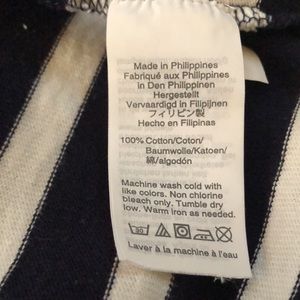 Made in Philippines
Fabriqué aux Philippines
In Den Philippinen
Hergestellt
Vervaardigd in Filipijnen
フィリピン製
Hecho en Filipinas
100% Cotton/Coton/
Baumwolle/Katoen/
綿/algodón
Machine wash cold with
like colors. Non chlorine
bleach only. Tumble dry
low. Warm iron as needed.
30
Laver à la machine à l'eau